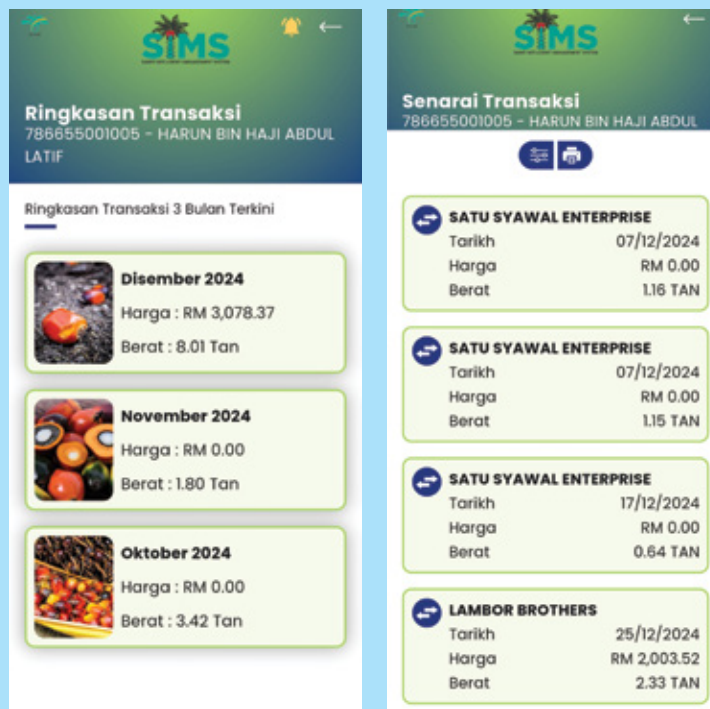 SIMS
Ringkasan Transaksi
786655001005 - HARUN BIN HAJI ABDUL
LATIF
Ringkasan Transaksi 3 Bulan Terkini
Disember 2024
Harga : RM 3,078.37
Berat : 8.01 Tan
November 2024
Harga : RM 0.00
Berat : 1.80 Tan
Oktober 2024
Harga : RM 0.00
Berat : 3.42 Tan
SIMS
Senarai Transaksi
786655001005 - HARUN BIN HAJI ABDUL
SATU SYAWAL ENTERPRISE
Tarikh 07/12/2024
Harga RM 0.00
Berat 1.16 TAN
SATU SYAWAL ENTERPRISE
Tarikh 07/12/2024
Harga RM 0.00
Berat 1.15 TAN
SATU SYAWAL ENTERPRISE
Tarikh 17/12/2024
Harga RM 0.00
Berat 0.64 TAN
LAMBOR BROTHERS
Tarikh 25/12/2024
Harga RM 2,003.52
Berat 2.33 TAN